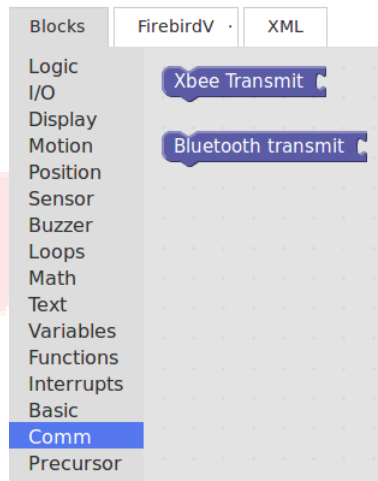 Blocks
FirebirdV ·
XML
Logic
I/O
Display
Motion
Position
Sensor
Buzzer
Loops
Math
Text
Variables
Functions
Interrupts
Basic
Comm
Precursor
Xbee Transmit
Bluetooth transmit